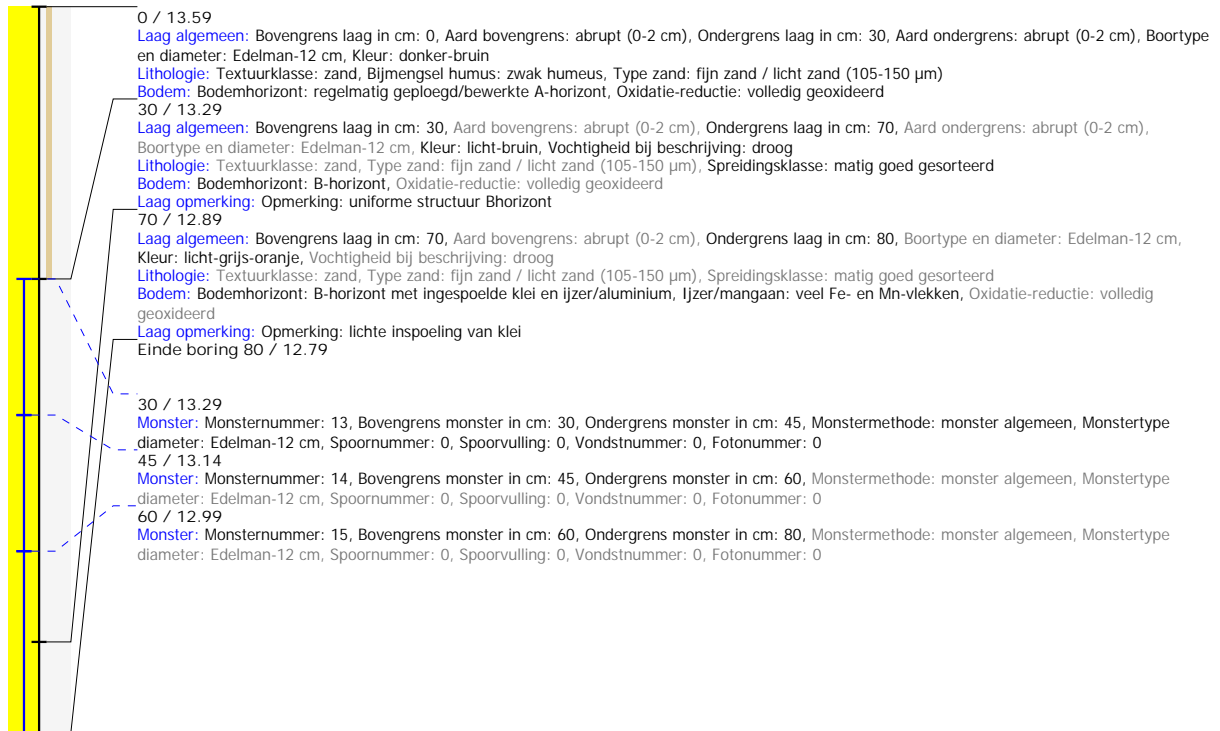 0 / 13.59
Laag algemeen: Bovengrens laag in cm: 0, Aard bovengrens: abrupt (0-2 cm), Ondergrens laag in cm: 30, Aard ondergrens: abrupt (0-2 cm), Boortype
en diameter: Edelman-12 cm, Kleur: donker-bruin
Lithologie: Textuurklasse: zand, Bijmengsel humus: zwak humeus, Type zand: fijn zand / licht zand (105-150 µm)
Bodem: Bodemhorizont: regelmatig geploegd/bewerkte A-horizont, Oxidatie-reductie: volledig geoxideerd
30 / 13.29
Laag algemeen: Bovengrens laag in cm: 30, Aard bovengrens: abrupt (0-2 cm), Ondergrens laag in cm: 70, Aard ondergrens: abrupt (0-2 cm),
Boortype en diameter: Edelman-12 cm, Kleur: licht-bruin, Vochtigheid bij beschrijving: droog
Lithologie: Textuurklasse: zand, Type zand: fijn zand / licht zand (105-150 µm), Spreidingsklasse: matig goed gesorteerd
Bodem: Bodemhorizont: B-horizont, Oxidatie-reductie: volledig geoxideerd
Laag opmerking: Opmerking: uniforme structuur Bhorizont
70 / 12.89
Laag algemeen: Bovengrens laag in cm: 70, Aard bovengrens: abrupt (0-2 cm), Ondergrens laag in cm: 80, Boortype en diameter: Edelman-12 cm,
Kleur: licht-grijs-oranje, Vochtigheid bij beschrijving: droog
Lithologie: Textuurklasse: zand, Type zand: fijn zand / licht zand (105-150 µm), Spreidingsklasse: matig goed gesorteerd
Bodem: Bodemhorizont: B-horizont met ingespoelde klei en ijzer/aluminium, Ijzer/mangaan: veel Fe- en Mn-vlekken, Oxidatie-reductie: volledig
geoxideerd
Laag opmerking: Opmerking: lichte inspoeling van klei
Einde boring 80 / 12.79
30 / 13.29
Monster: Monsternummer: 13, Bovengrens monster in cm: 30, Ondergrens monster in cm: 45, Monstermethode: monster algemeen, Monstertype
diameter: Edelman-12 cm, Spoornummer: 0, Spoorvulling: 0, Vondstnummer: 0, Fotonummer: 0
45 / 13.14
Monster: Monsternummer: 14, Bovengrens monster in cm: 45, Ondergrens monster in cm: 60, Monstermethode: monster algemeen, Monstertype
diameter: Edelman-12 cm, Spoornummer: 0, Spoorvulling: 0, Vondstnummer: 0, Fotonummer: 0
60 / 12.99
Monster: Monsternummer: 15, Bovengrens monster in cm: 60, Ondergrens monster in cm: 80, Monstermethode: monster algemeen, Monstertype
diameter: Edelman-12 cm, Spoornummer: 0, Spoorvulling: 0, Vondstnummer: 0, Fotonummer: 0